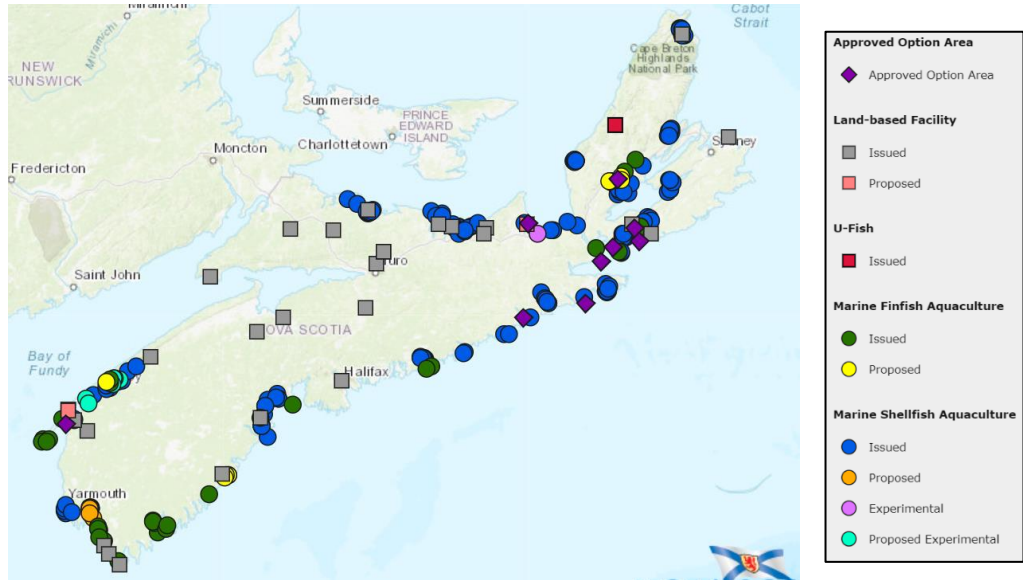 Miramichi
Cabot
Strait
NEW
RUNSWICK
Cape Breton
Highlands
National Park
Summerside
PRINCE
EDWARD
ISLAND
Charlottetown
Moncton
Fredericton
Saint John
OVA SCOTIA
Bay of
Fundy
Halifax
Yarmouth
Approved Option Area
Approved Option Area
Land-based Facility
Issued
Proposed
U-Fish
Issued
Marine Finfish Aquaculture
Issued
Proposed
Marine Shellfish Aquaculture
Issued
Proposed
Experimental
Proposed Experimental